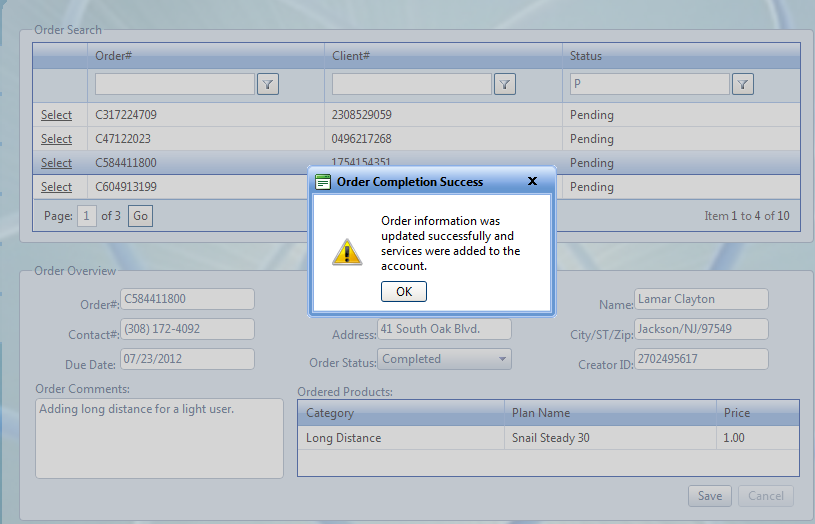 Order Search
Order# Client# Status
P
Select C317224709 2308529059 Pending
Select C47122023 0496217268 Pending
Select C584411800 1754154351 Pending
Select C604913199 Pending
Page: 1 of 3 Go Item 1 to 4 of 10
Order Completion Success X
Order information was
updated successfully and
services were added to the
account.
OK
Order Overview
Order#: C584411800 Name: Lamar Clayton
Contact#: (308) 172-4092 Address: 41 South Oak Blvd. City/ST/Zip: Jackson/NJ/97549
Due Date: 07/23/2012 Order Status: Completed Creator ID: 2702495617
Order Comments:
Adding long distance for a light user.
Ordered Products:
Category Plan Name Price
Long Distance Snail Steady 30 1.00
Save Cancel